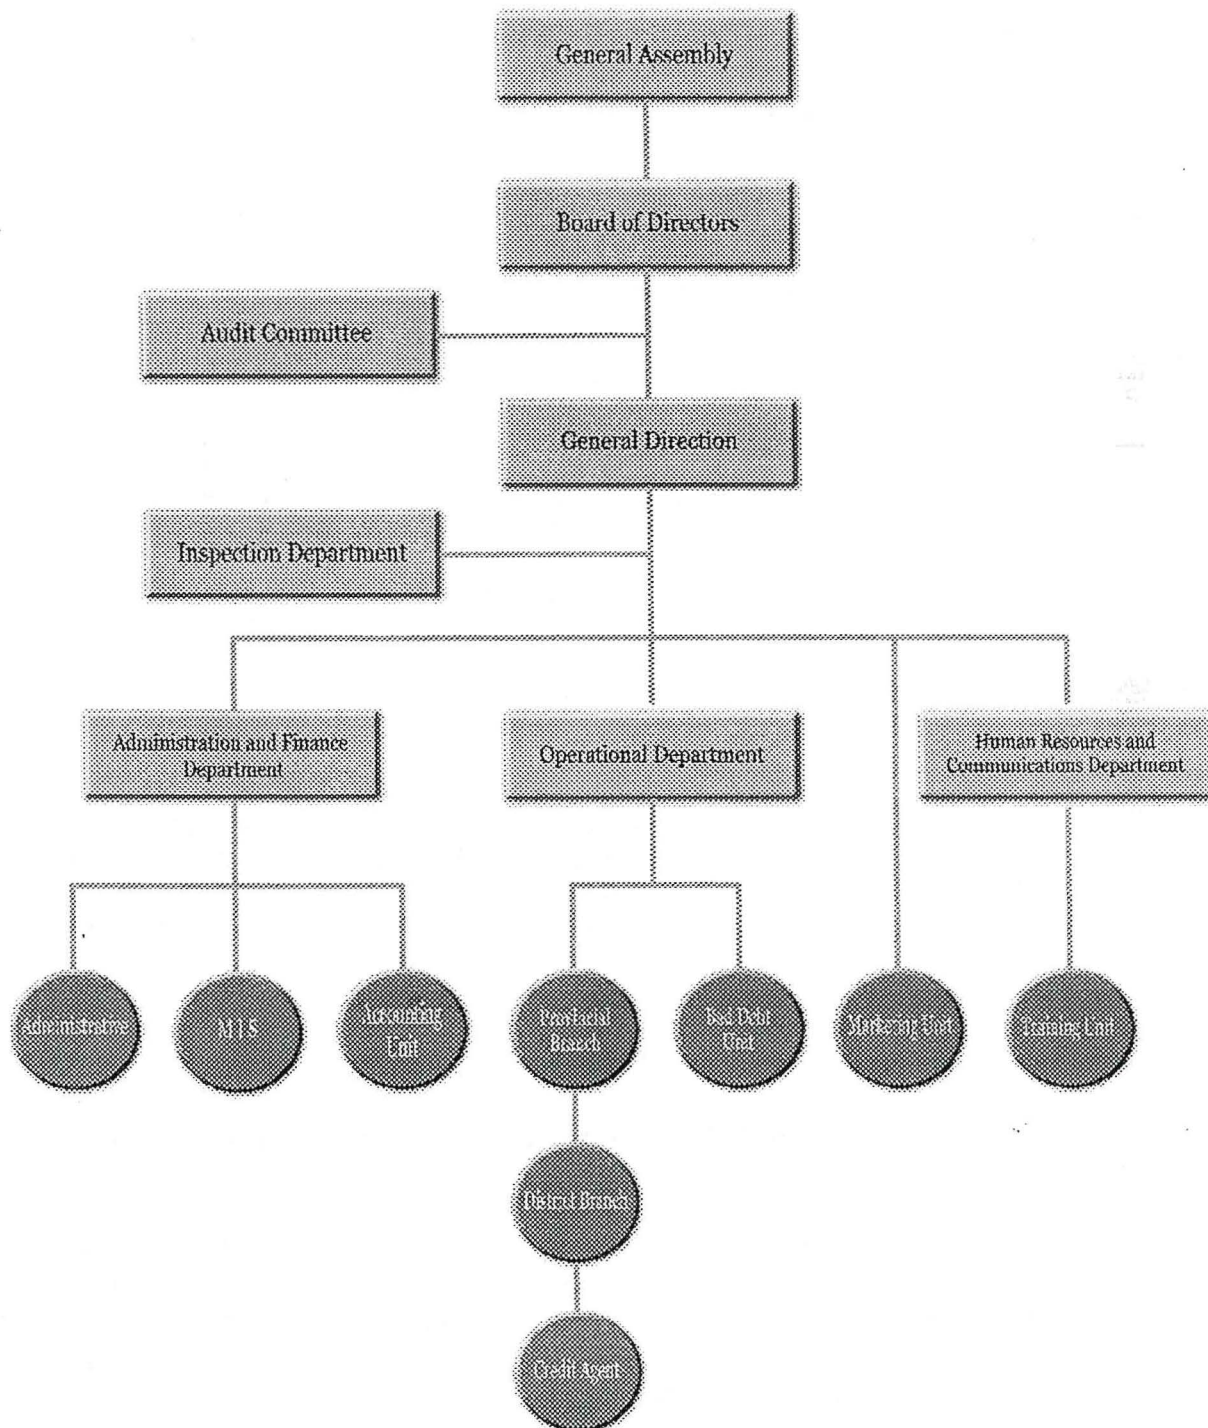 General Assembly
Board of Directors
Audit Committee
General Direction
Inspection Department
Administration and Finance
Department
Operational Department
Human Resources and
Communications Department
Administrative
M I S
Accounting
Unit
Provincial
Branch
Bad Debt
Unit
Marketing Unit
Training Unit
District Branch
Credit Agent